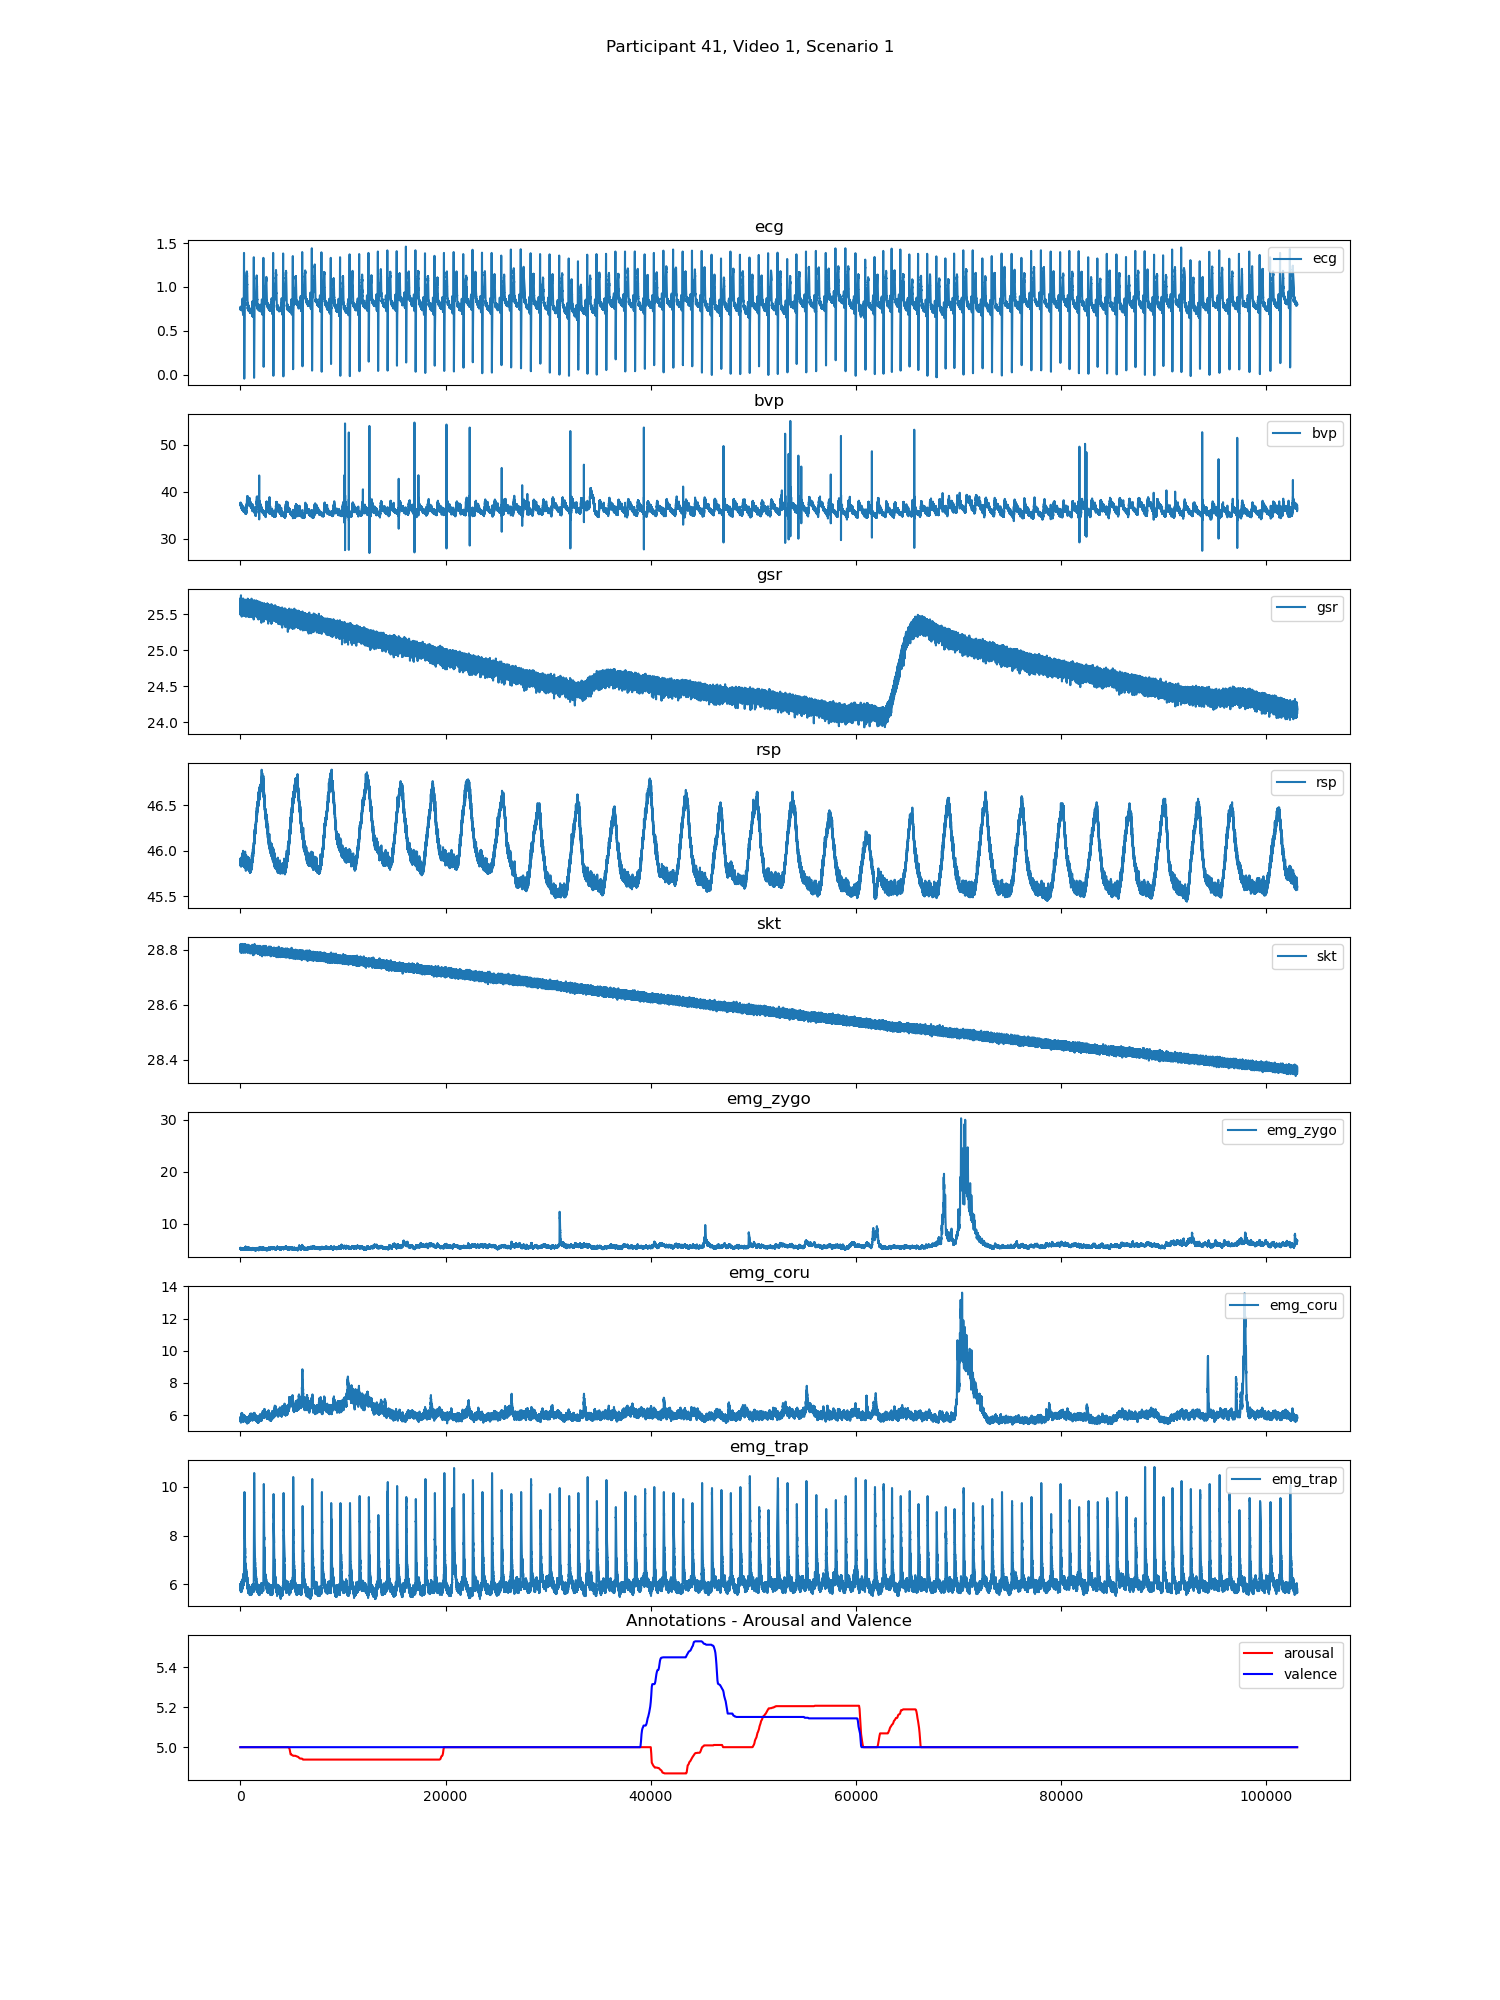 Participant 41, Video 1, Scenario 1
ecg
1.5
1.0
0.5
0.0
ecg
bvp
50
40
30
bvp
gsr
25.5
25.0
24.5
24.0
gsr
rsp
46.5
46.0
45.5
rsp
skt
28.8
28.6
28.4
skt
emg_zygo
30
20
10
emg_zygo
emg_coru
14
12
10
8
6
emg_coru
emg_trap
10
8
6
emg_trap
Annotations - Arousal and Valence
5.4
5.2
5.0
arousal
valence
0 20000 40000 60000 80000 100000